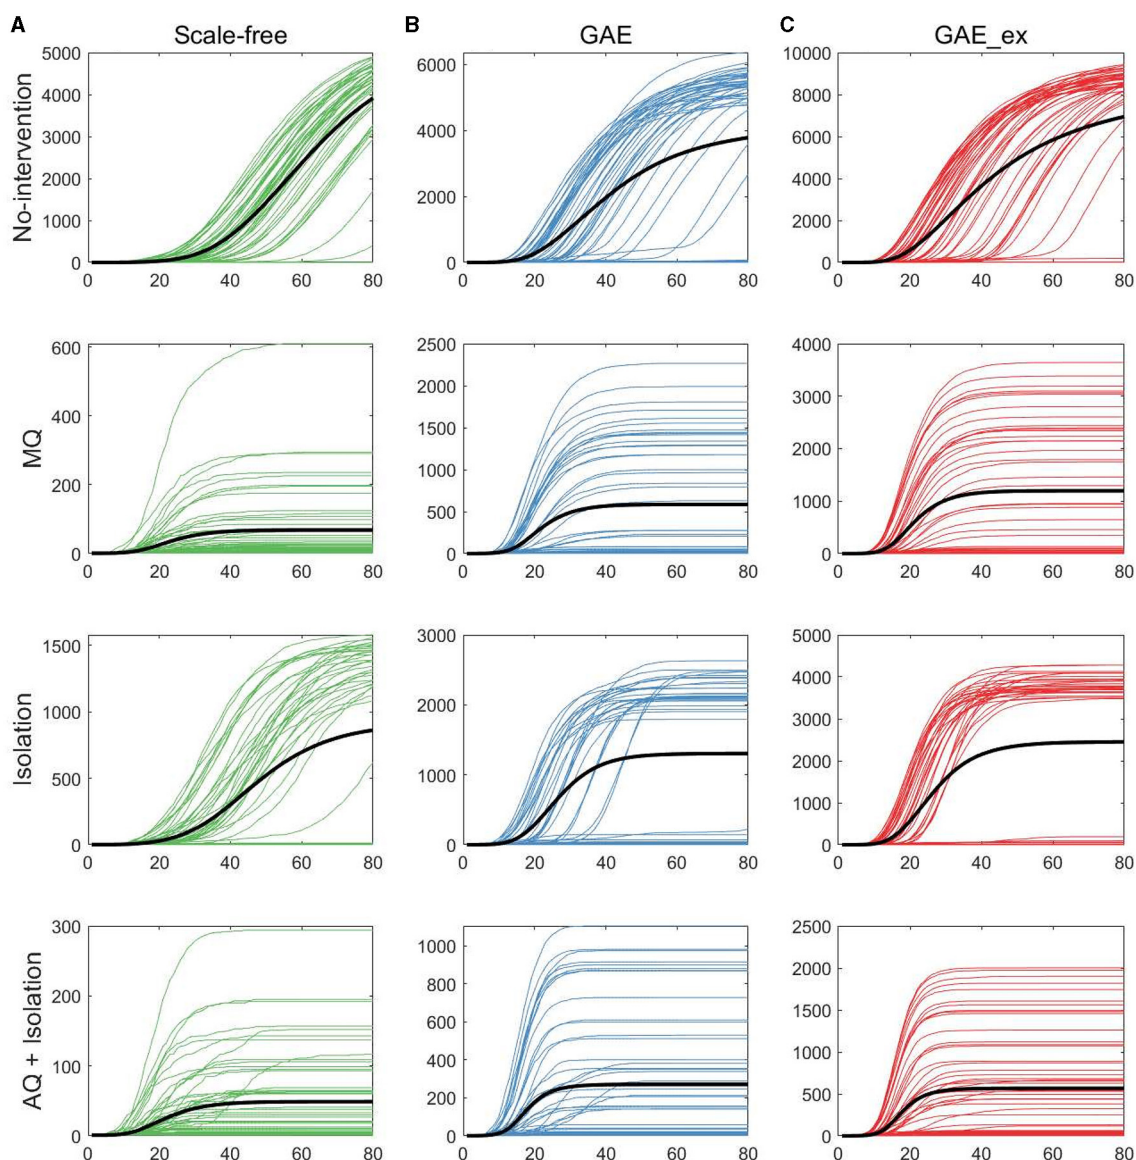 A B C
Scale-free GAE GAE_ex
No-intervention
5000 4000 3000 2000 1000 0
0 20 40 60 80
6000 4000 2000 0
0 20 40 60 80
10000 8000 6000 4000 2000 0
0 20 40 60 80
MQ
600 400 200 0
0 20 40 60 80
2500 2000 1500 1000 500 0
0 20 40 60 80
4000 3000 2000 1000 0
0 20 40 60 80
Isolation
1500 1000 500 0
0 20 40 60 80
3000 2000 1000 0
0 20 40 60 80
5000 4000 3000 2000 1000 0
0 20 40 60 80
AQ + Isolation
300 200 100 0
0 20 40 60 80
1000 800 600 400 200 0
0 20 40 60 80
2500 2000 1500 1000 500 0
0 20 40 60 80